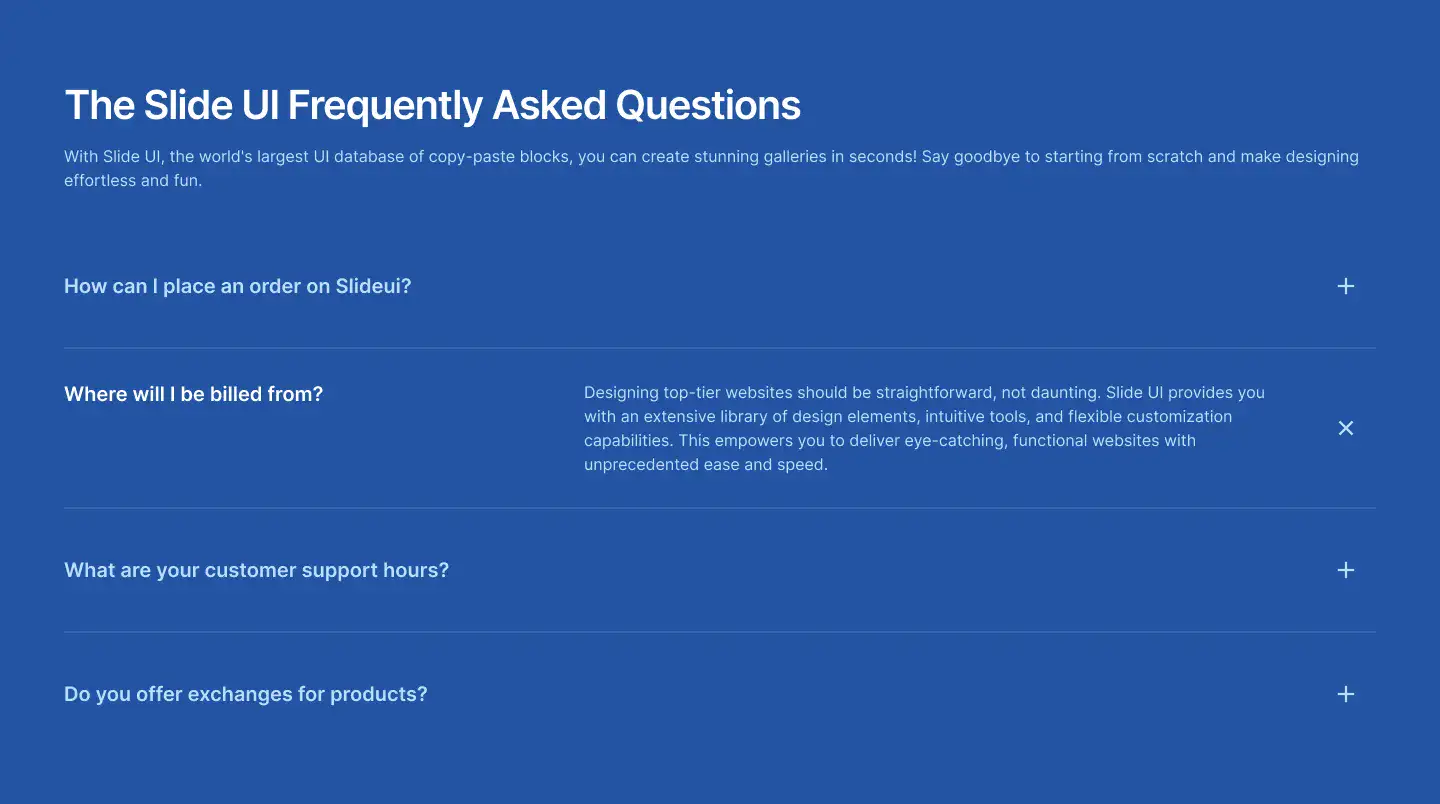 The Slide UI Frequently Asked Questions
With Slide UI, the world's largest UI database of copy-paste blocks, you can create stunning galleries in seconds! Say goodbye to starting from scratch and make designing
effortless and fun.
How can I place an order on Slideui?
Where will I be billed from?
Designing top-tier websites should be straightforward, not daunting. Slide UI provides you
with an extensive library of design elements, intuitive tools, and flexible customization
capabilities. This empowers you to deliver eye-catching, functional websites with
unprecedented ease and speed.
What are your customer support hours?
Do you offer exchanges for products?